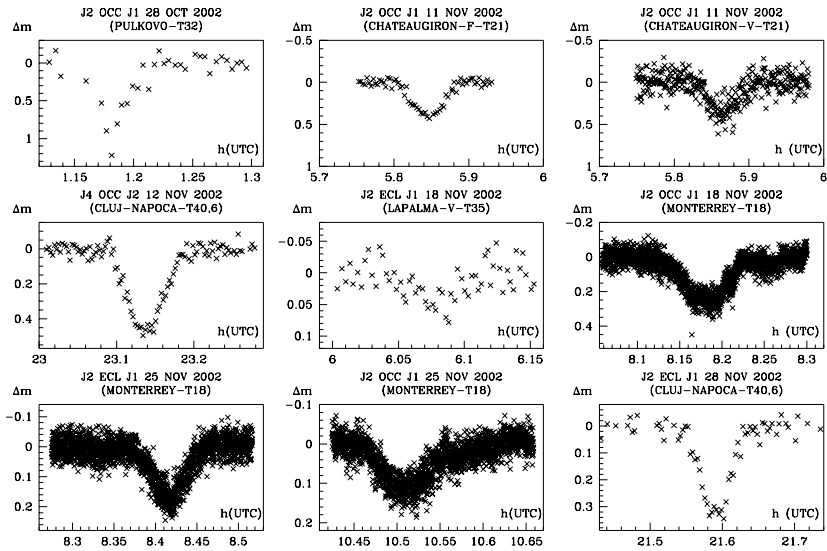 J2 OCC J1 28 OCT 2002
(PULKOVO-T32)
Δm
0
0.5
1
h(UTC)
1.15 1.2 1.25 1.3
J2 OCC J1 11 NOV 2002
(CHATEAUGIRON-F-T21)
Δm
-0.5
0
0.5
1
h(UTC)
5.7 5.8 5.9 6
J2 OCC J1 11 NOV 2002
(CHATEAUGIRON-V-T21)
Δm
-0.5
0
0.5
1
h (UTC)
5.7 5.8 5.9 6
J4 OCC J2 12 NOV 2002
(CLUJ-NAPOCA-T40,6)
Δm
0
0.2
0.4
h(UTC)
23 23.1 23.2
J2 ECL J1 18 NOV 2002
(LAPALMA-V-T35)
Δm
-0.05
0
0.05
0.1
h(UTC)
6 6.05 6.1 6.15
J2 OCC J1 18 NOV 2002
(MONTERREY-T18)
Δm
-0.2
0
0.2
0.4
h (UTC)
8.1 8.15 8.2 8.25 8.3
J2 ECL J1 25 NOV 2002
(MONTERREY-T18)
Δm
-0.1
0
0.1
0.2
h(UTC)
8.3 8.35 8.4 8.45 8.5
J2 OCC J1 25 NOV 2002
(MONTERREY-T18)
Δm
-0.1
0
0.1
0.2
h(UTC)
10.45 10.5 10.55 10.6 10.65
J2 ECL J1 28 NOV 2002
(CLUJ-NAPOCA-T40,6)
Δm
-0.1
0
0.1
0.2
0.3
h (UTC)
21.5 21.6 21.7